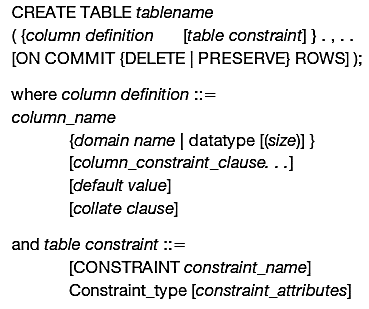 CREATE TABLE tablename
( {column definition [table constraint] } . , . .
[ON COMMIT {DELETE | PRESERVE} ROWS] );
where column definition ::=
column_name
{domain name | datatype [(size)] }
[column_constraint_clause. . .]
[default value]
[collate clause]
and table constraint ::=
[CONSTRAINT constraint_name]
Constraint_type [constraint_attributes]